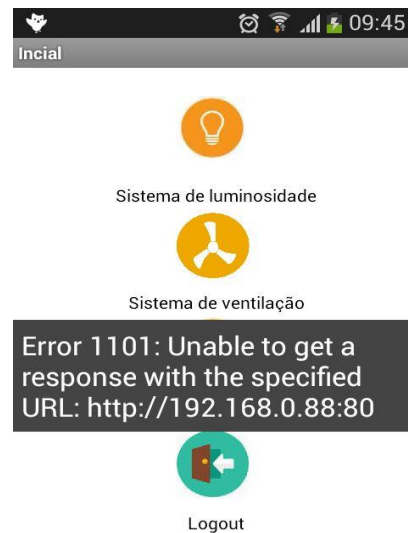 09:45
Incial
Sistema de luminosidade
Sistema de ventilação
Error 1101: Unable to get a
response with the specified
URL: http://192.168.0.88:80
Logout